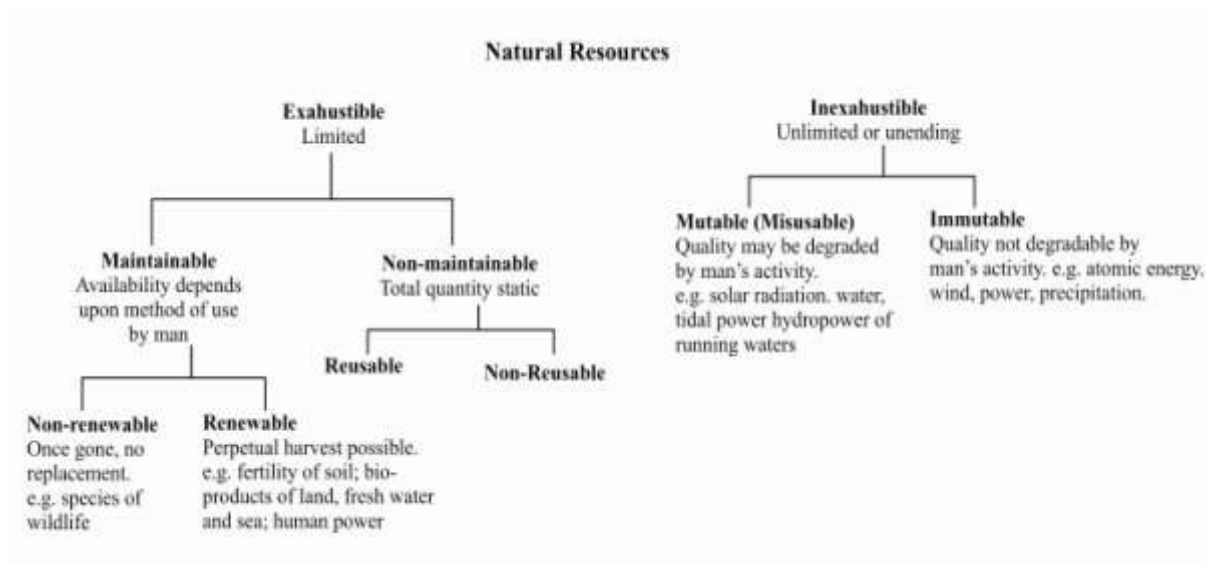 Natural Resources
Exahustible
Limited
Inexahustible
Unlimited or unending
Maintainable
Availability depends
upon method of use
by man
Non-maintainable
Total quantity static
Mutable (Misusable)
Quality may be degraded
by man's activity.
e.g. solar radiation. water,
tidal power hydropower of
running waters
Immutable
Quality not degradable by
man's activity. e.g. atomic energy.
wind, power, precipitation.
Reusable
Non-Reusable
Non-renewable
Once gone, no
replacement.
e.g. species of
wildlife
Renewable
Perpetual harvest possible.
e.g. fertility of soil; bio-
products of land, fresh water
and sea; human power